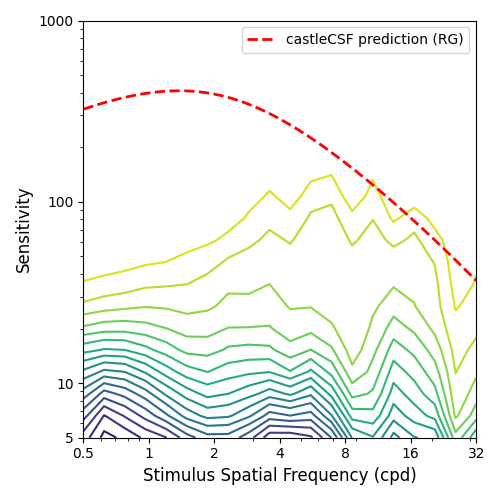 castleCSF prediction (RG)
1000
100
10
5
Sensitivity
0.5 1 2 4 8 16 32
Stimulus Spatial Frequency (cpd)